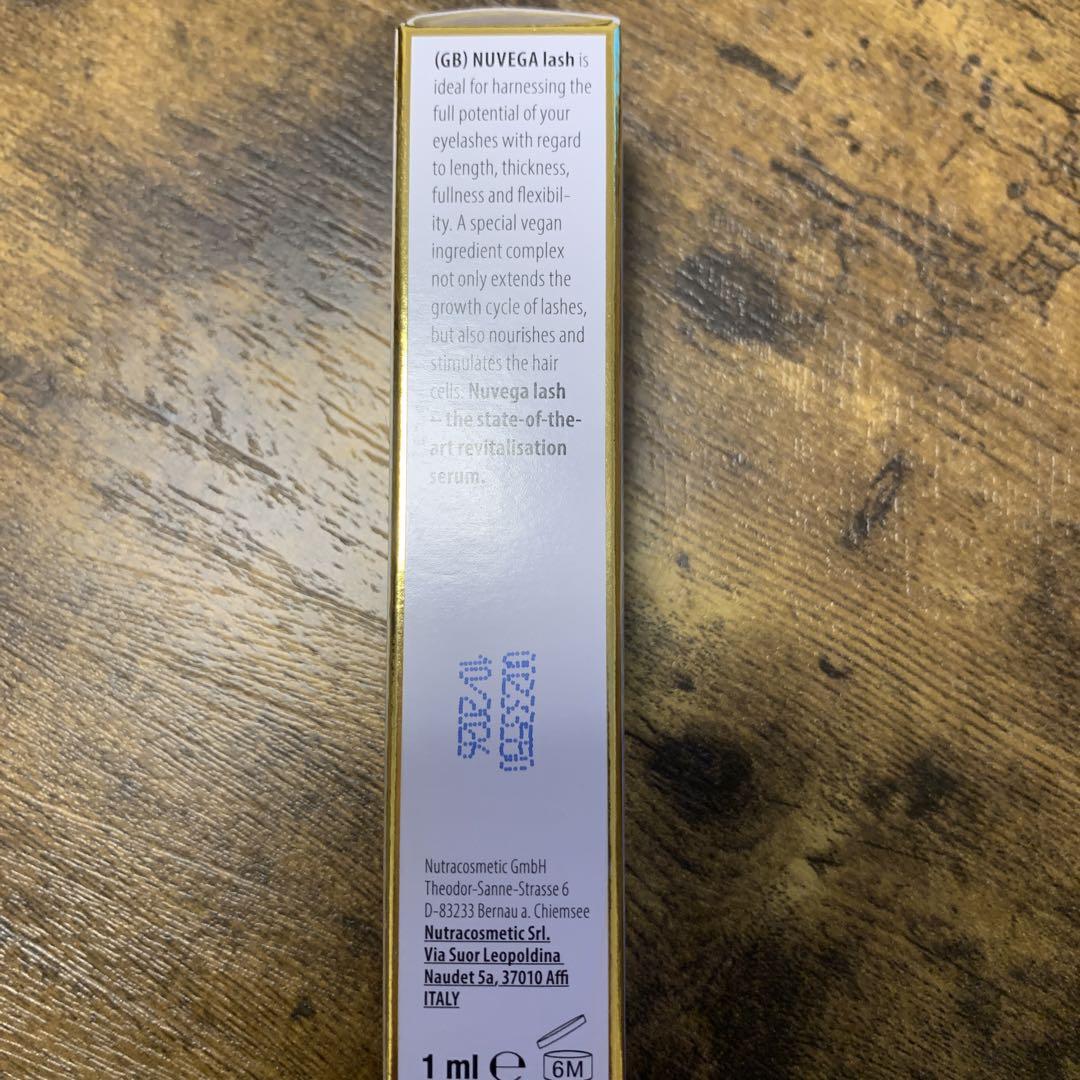 (GB) NUVEGA lash is
ideal for harnessing the
full potential of your
eyelashes with regard
to length, thickness,
fullness and flexibil-
ity. A special vegan
ingredient complex
not only extends the
growth cycle of lashes,
but also nourishes and
stimulates the hair
cells. Nuvega lash
– the state-of-the-
art revitalisation
serum.
Nutracosmetic GmbH
Theodor-Sanne-Strasse 6
D-83233 Bernau a. Chiemsee
Nutracosmetic Srl.
Via Suor Leopoldina
Naudet 5a, 37010 Affi
ITALY
1 ml ℮ 6M